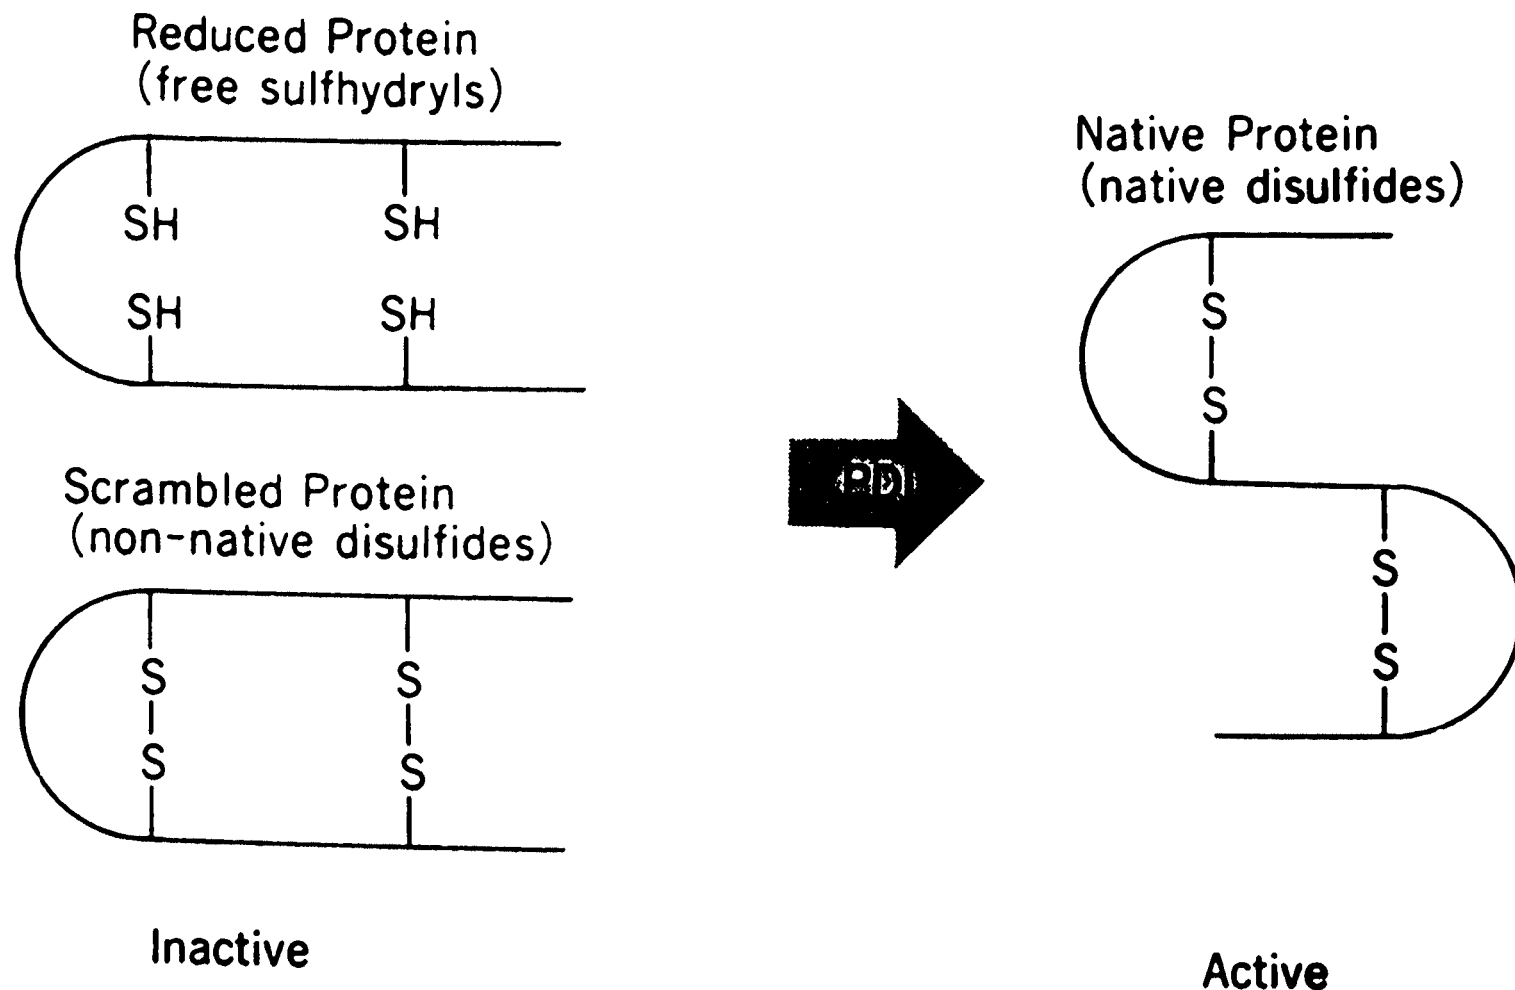 Reduced Protein
(free sulfhydryls)
SH SH
SH SH
Scrambled Protein
(non-native disulfides)
S S
S S
Inactive
PDI
Native Protein
(native disulfides)
S
S
S
S
Active